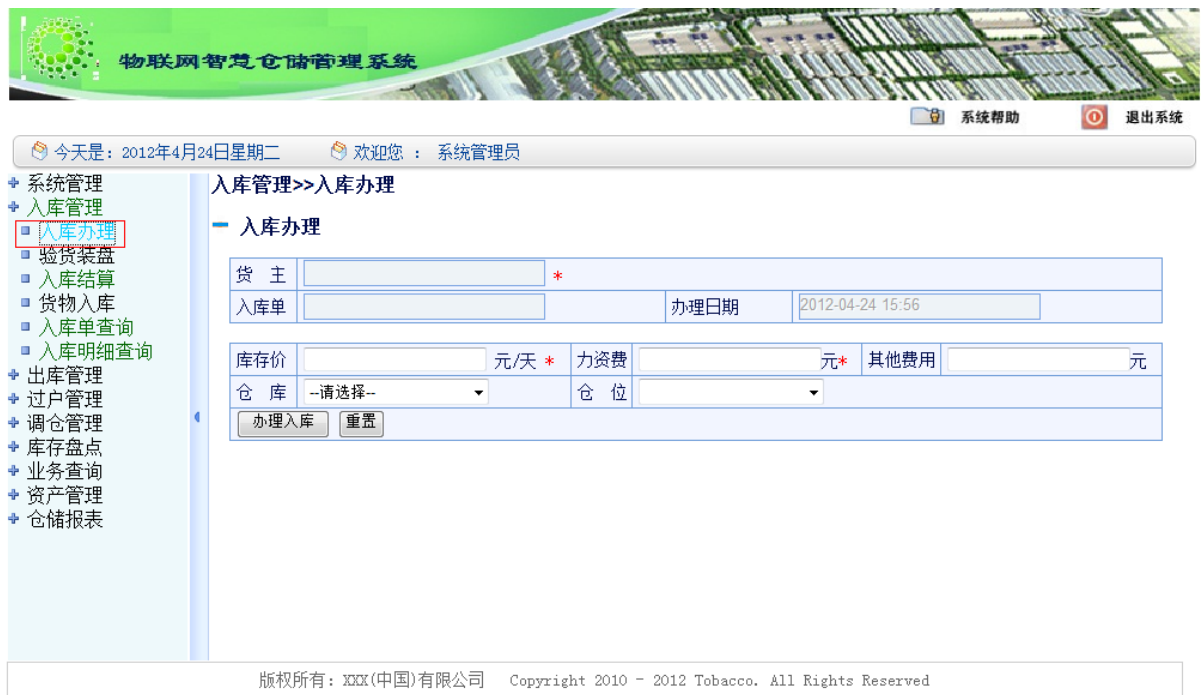 物联网智慧仓储管理系统
系统帮助 退出系统
今天是：2012年4月24日星期二 欢迎您 ： 系统管理员
系统管理
入库管理
入库办理
验货装盘
入库结算
货物入库
入库单查询
入库明细查询
出库管理
过户管理
调仓管理
库存盘点
业务查询
资产管理
仓储报表
入库管理>>入库办理
入库办理
货 主 *
入库单 办理日期 2012-04-24 15:56
库存价 元/天 * 力资费 元* 其他费用 元
仓 库 --请选择-- 仓 位
办理入库 重置
版权所有：XXX(中国)有限公司 Copyright 2010 - 2012 Tobacco. All Rights Reserved